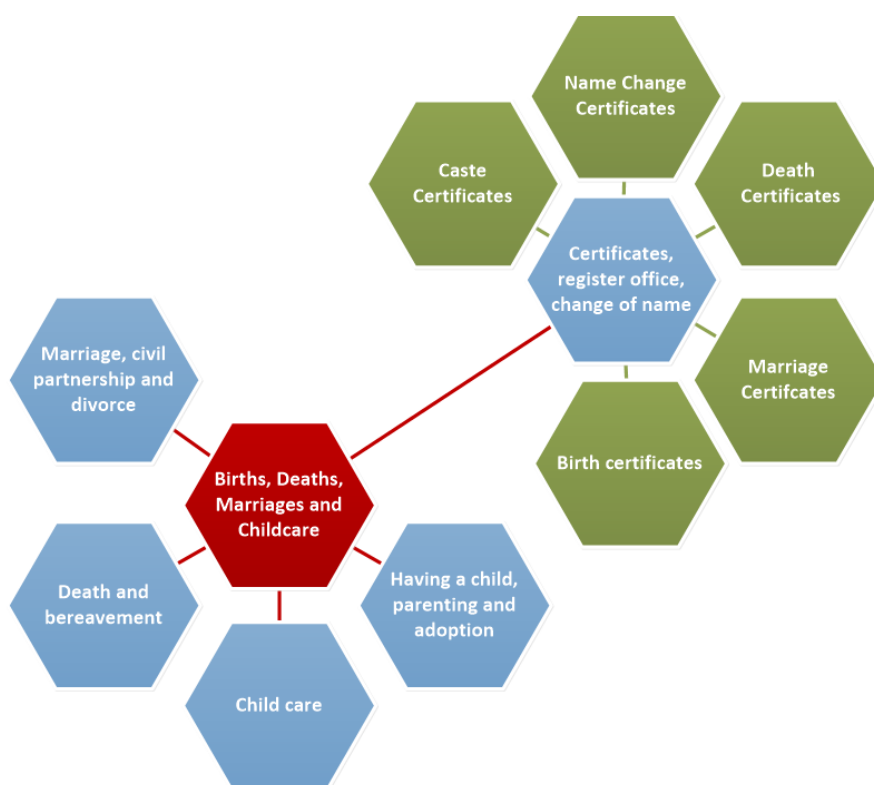 Name Change
Certificates
Caste
Certificates
Death
Certificates
Certificates,
register office,
change of name
Marriage
Certifcates
Birth certificates
Marriage, civil
partnership and
divorce
Births, Deaths,
Marriages and
Childcare
Death and
bereavement
Having a child,
parenting and
adoption
Child care